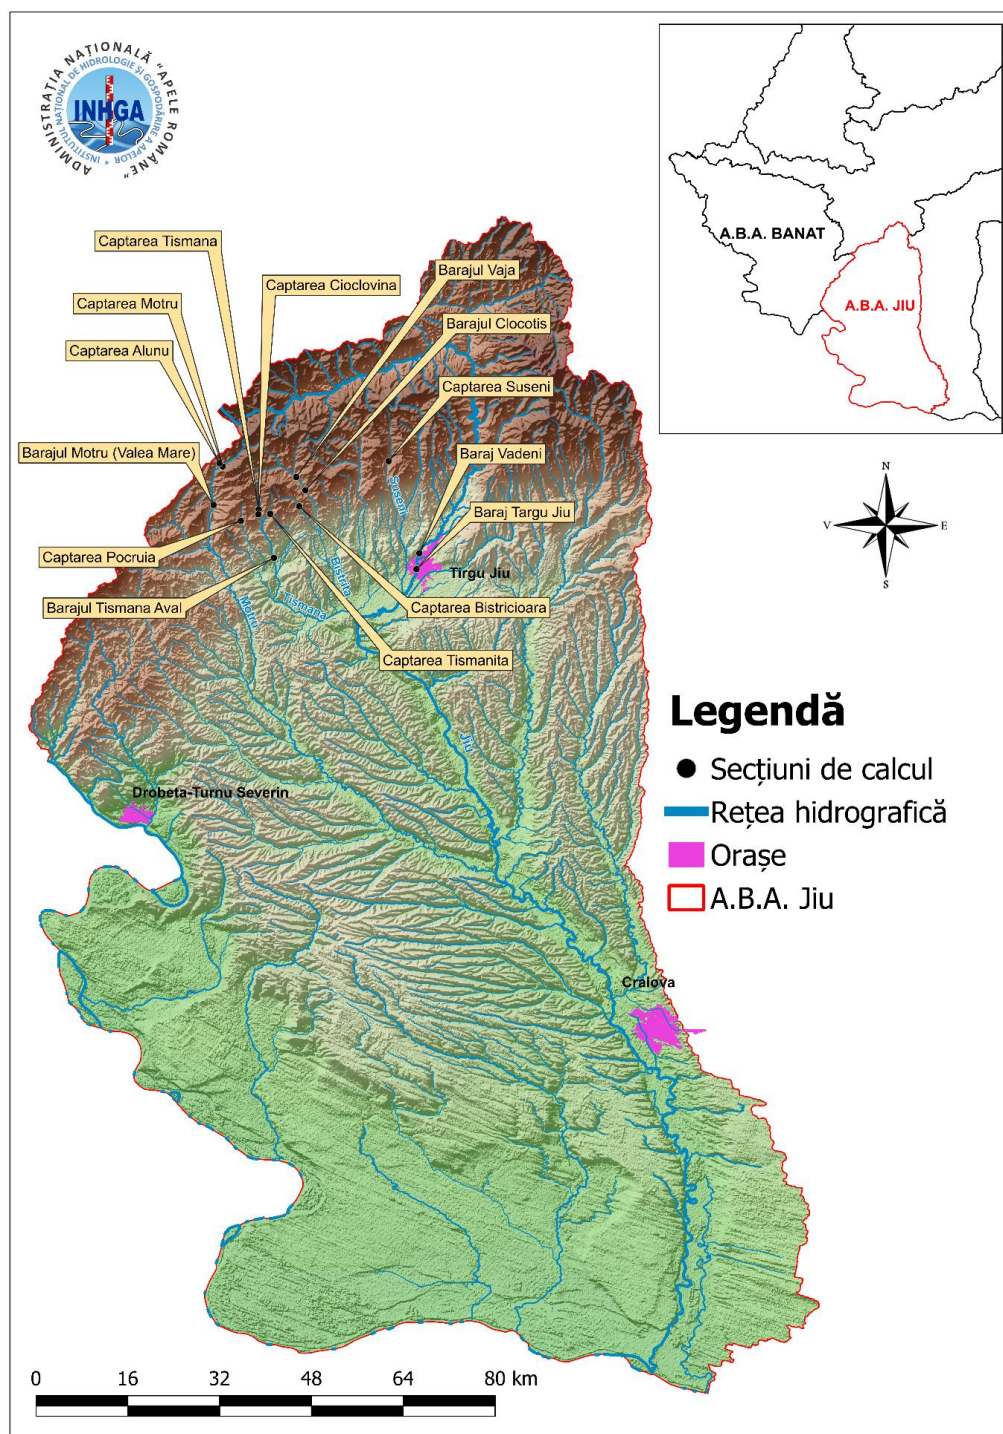 ADMINISTRAȚIA NAȚIONALĂ "APELE ROMÂNE"
INSTITUTUL NAȚIONAL DE HIDROLOGIE ȘI GOSPODĂRIRE A APELOR *
INHGA
A.B.A. BANAT
A.B.A. JIU
Captarea Tismana
Captarea Cioclovina
Barajul Vaja
Captarea Motru
Barajul Clocotis
Captarea Alunu
Captarea Suseni
Barajul Motru (Valea Mare)
Baraj Vadeni
Suseni
Baraj Targu Jiu
Captarea Pocruia
Tîrgu Jiu
Bistrita
Barajul Tismana Aval
Motru
Tismana
Captarea Bistricioara
Captarea Tismanita
Jiu
Drobeta-Turnu Severin
Craiova
N
V
E
S
Legendă
Secțiuni de calcul
Rețea hidrografică
Orașe
A.B.A. Jiu
0 16 32 48 64 80 km